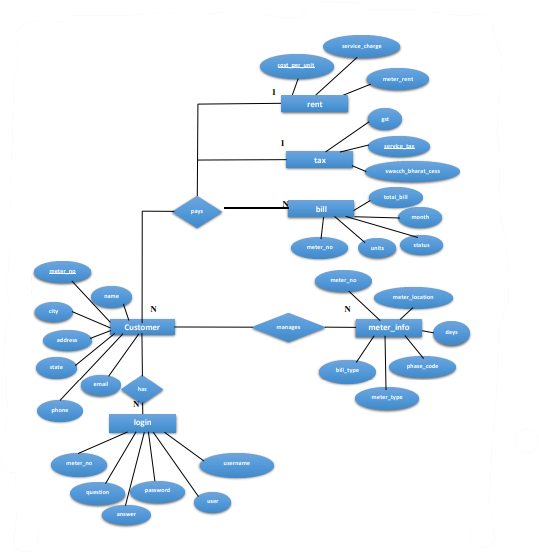 service_charge
cost_per_unit
meter_rent
1
rent
gst
1
service_tax
tax
swacch_bharat_cess
total_bill
N
bill
pays
month
meter_no
units
status
meter_no
meter_no
name
meter_location
city
N
N
Customer
manages
meter_info
days
address
state
phase_code
bill_type
email
has
meter_type
phone
N
login
meter_no
username
question
password
user
answer